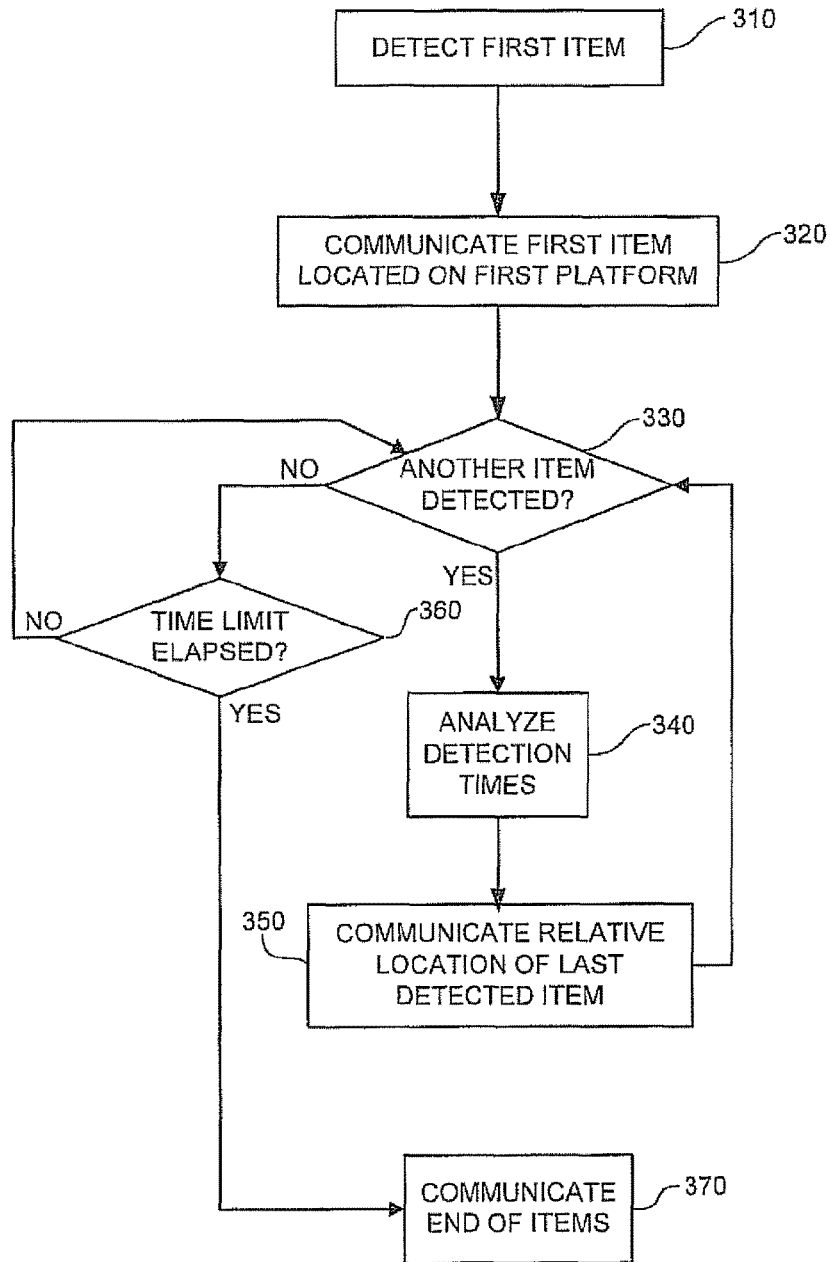 310
DETECT FIRST ITEM
320
COMMUNICATE FIRST ITEM
LOCATED ON FIRST PLATFORM
330
ANOTHER ITEM
DETECTED?
NO
YES
NO
TIME LIMIT
ELAPSED?
360
YES
ANALYZE
DETECTION
TIMES
340
350
COMMUNICATE RELATIVE
LOCATION OF LAST
DETECTED ITEM
COMMUNICATE
END OF ITEMS
370